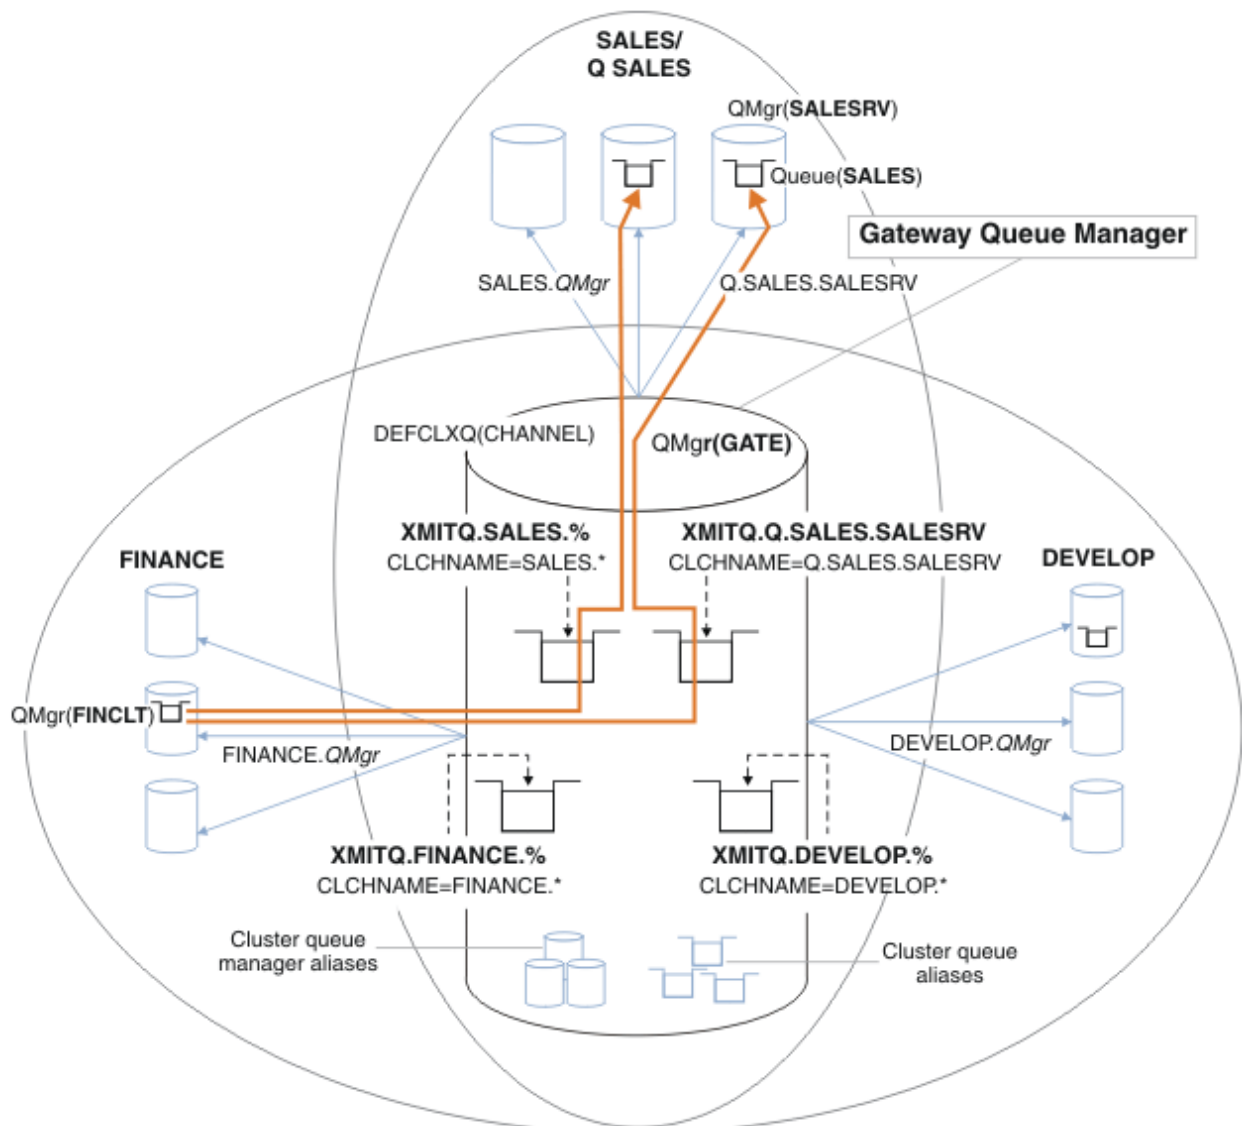 SALES/
Q SALES
QMgr(SALESRV)
Queue(SALES)
Gateway Queue Manager
SALES.QMgr
Q.SALES.SALESRV
DEFCLXQ(CHANNEL)
QMgr(GATE)
XMITQ.SALES.%
CLCHNAME=SALES.*
XMITQ.Q.SALES.SALESRV
CLCHNAME=Q.SALES.SALESRV
FINANCE
DEVELOP
QMgr(FINCLT)
FINANCE.QMgr
DEVELOP.QMgr
XMITQ.FINANCE.%
CLCHNAME=FINANCE.*
XMITQ.DEVELOP.%
CLCHNAME=DEVELOP.*
Cluster queue
manager aliases
Cluster queue
aliases